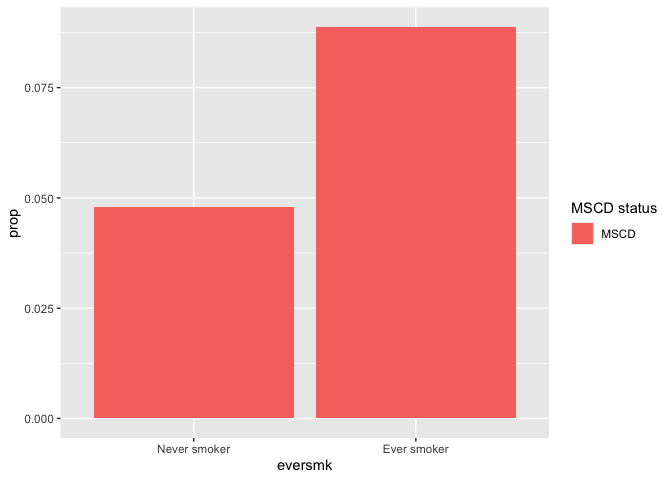 0.075
0.050
0.025
0.000
prop
Never smoker
Ever smoker
eversmk
MSCD status
MSCD